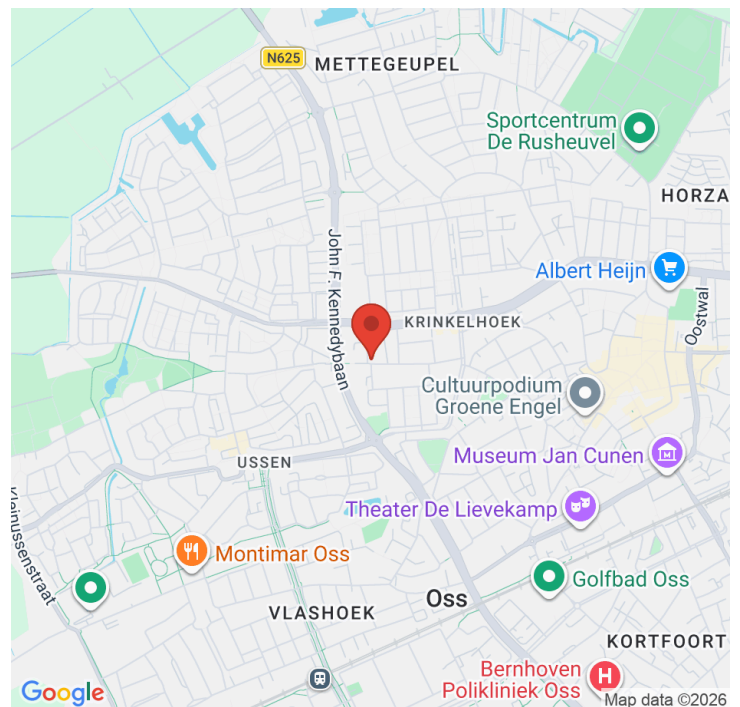 N625
METTEGEUPEL
Sportcentrum
De Rusheuvel
HORZA
John F. Kennedybaan
Albert Heijn
Oostwal
KRINKELHOEK
Cultuurpodium
Groene Engel
USSEN
Museum Jan Cunen
Kleinussenstraat
Theater De Lievekamp
Montimar Oss
Golfbad Oss
VLASHOEK
Oss
KORTFOORT
Bernhoven
Polikliniek Oss
H
Google
Map data ©2026